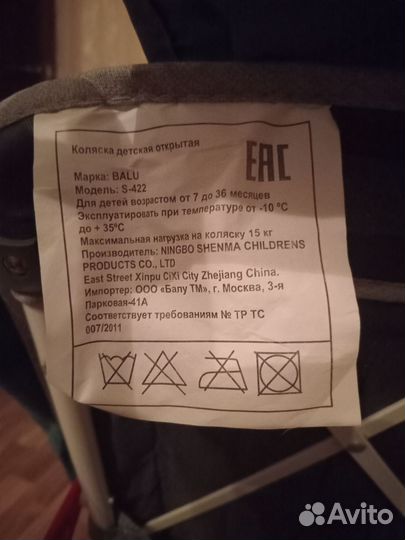 Коляска детская открытая
EAC
Марка: BALU
Модель: S-422
Для детей возрастом от 7 до 36 месяцев
Эксплуатировать при температуре от -10 °C
до + 35°C
Максимальная нагрузка на коляску 15 кг
Производитель: NINGBO SHENMA CHILDRENS
PRODUCTS CO., LTD
East Street Xinpu CiXi City Zhejiang China.
Импортер: ООО «Балу ТМ», г. Москва, 3-я
Парковая-41А
Соответствует требованиям № ТР ТС
007/2011
Avito